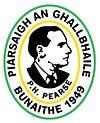 PIARSAIGH AN GHALLBHAILE
P.H. PEARSE
BUNAITHE 1949